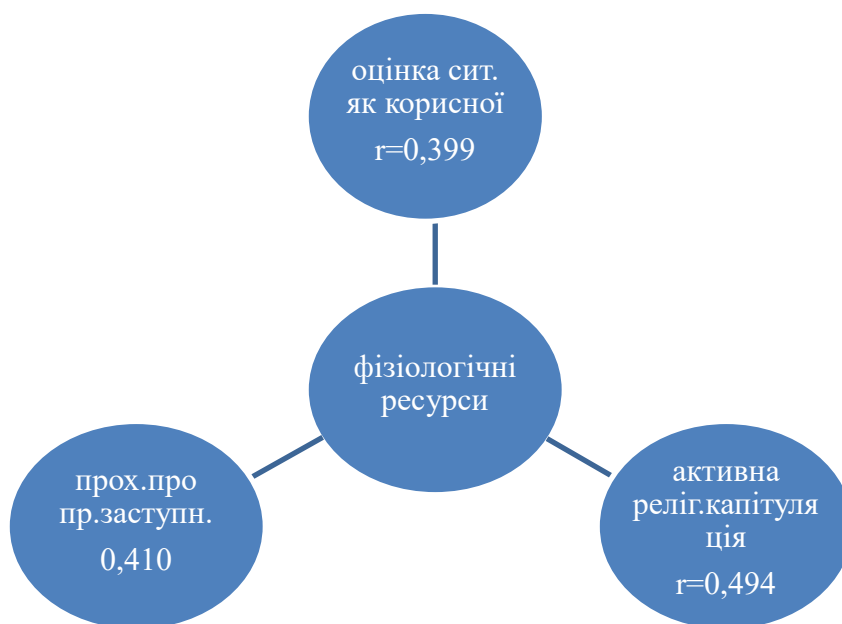 оцінка сит.
як корисної
r=0,399
фізіологічні
ресурси
прох.про
пр.заступн.
0,410
активна
реліг.капітуля
ція
r=0,494